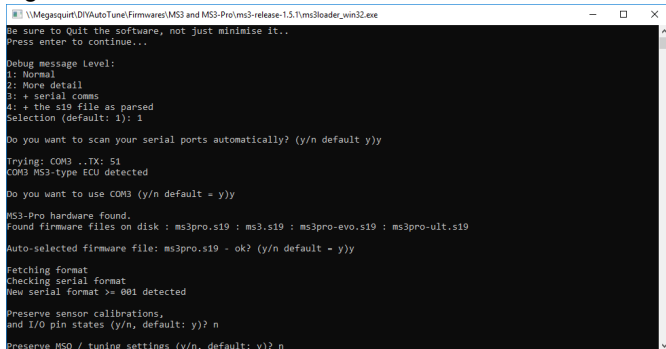 \\Megasquirt\DIYAutoTune\Firmwares\MS3 and MS3-Pro\ms3-release-1.5.1\ms3loader_win32.exe
Be sure to Quit the software, not just minimise it..
Press enter to continue...
Debug message Level:
1: Normal
2: More detail
3: + serial comms
4: + the s19 file as parsed
Selection (default: 1): 1
Do you want to scan your serial ports automatically? (y/n default y)y
Trying: COM3 ..TX: 51
COM3 MS3-type ECU detected
Do you want to use COM3 (y/n default = y)y
MS3-Pro hardware found.
Found firmware files on disk : ms3pro.s19 : ms3.s19 : ms3pro-evo.s19 : ms3pro-ult.s19
Auto-selected firmware file: ms3pro.s19 - ok? (y/n default = y)y
Fetching format
Checking serial format
New serial format >= 001 detected
Preserve sensor calibrations,
and I/O pin states (y/n, default: y)? n
Preserve MSQ / tuning settings (y/n, default: y)? n